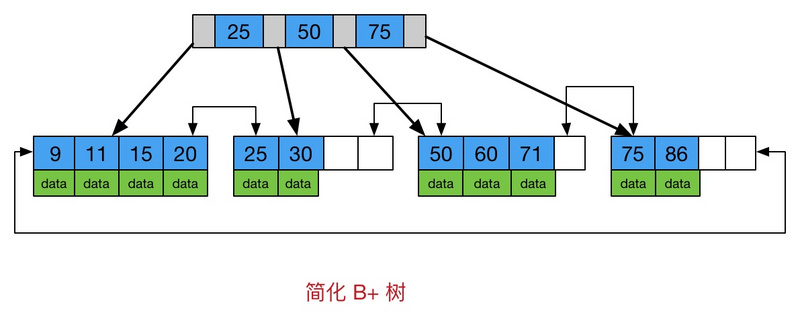 25 50 75
9 11 15 20 25 30 50 60 71 75 86
data data data data data data data data data data data
简化 B+ 树